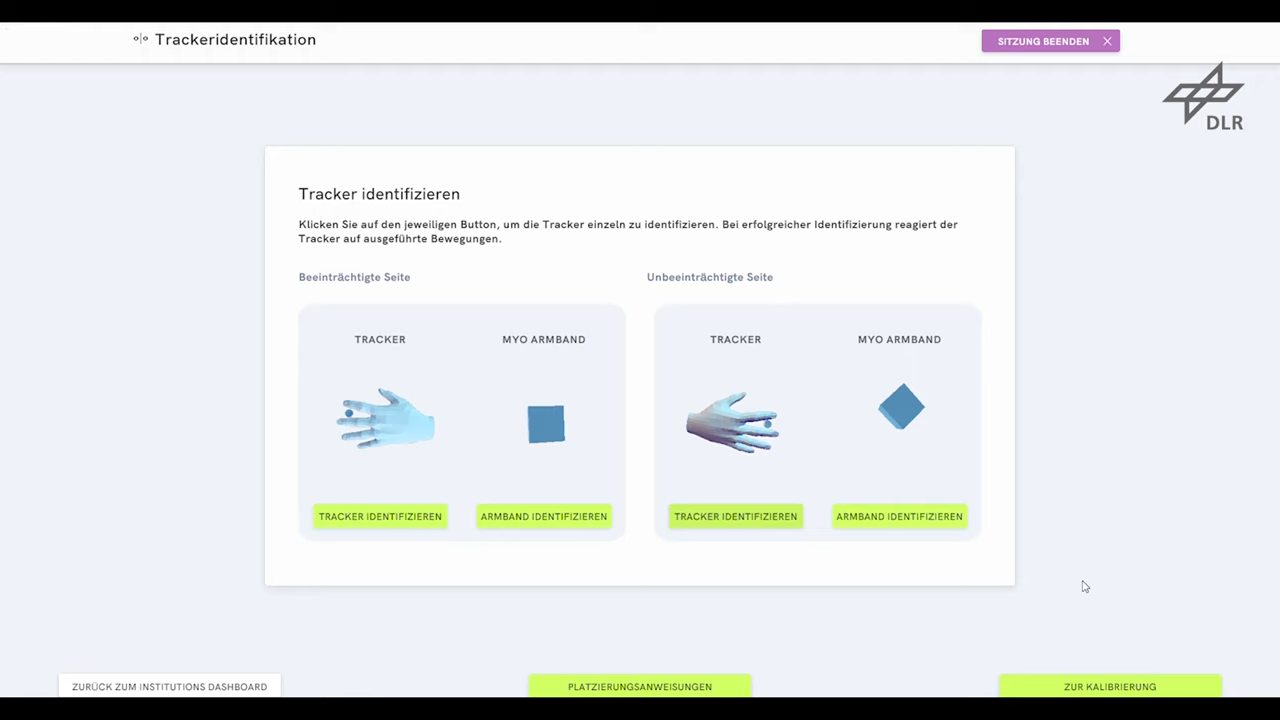 Trackeridentifikation
SITZUNG BEENDEN
DLR
Tracker identifizieren
Klicken Sie auf den jeweiligen Button, um die Tracker einzeln zu identifizieren. Bei erfolgreicher Identifizierung reagiert der
Tracker auf ausgeführte Bewegungen.
Beeinträchtigte Seite
Unbeeinträchtigte Seite
TRACKER
MYO ARMBAND
TRACKER
MYO ARMBAND
TRACKER IDENTIFIZIEREN
ARMBAND IDENTIFIZIEREN
TRACKER IDENTIFIZIEREN
ARMBAND IDENTIFIZIEREN
ZURÜCK ZUM INSTITUTIONS DASHBOARD
PLATZIERUNGSANWEISUNGEN
ZUR KALIBRIERUNG